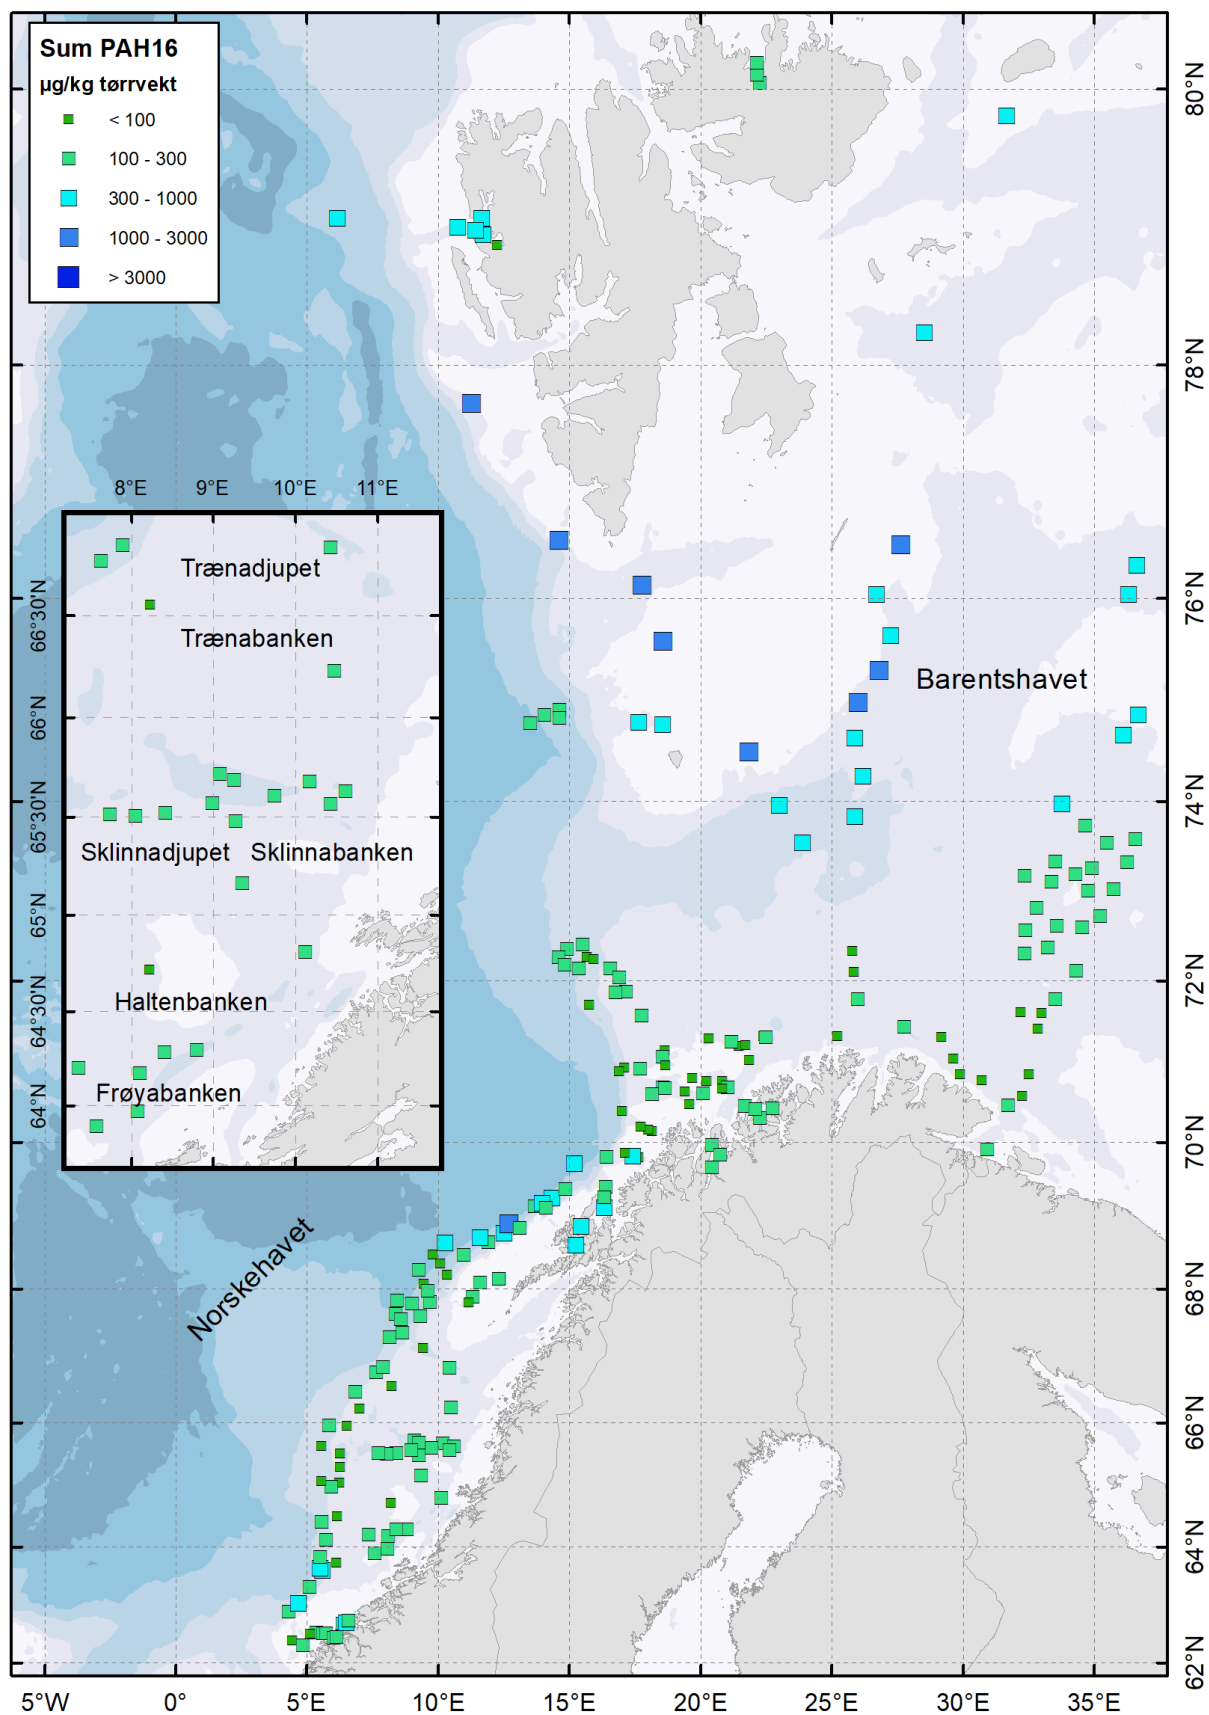 Sum PAH16
µg/kg tørrvekt
< 100
100 - 300
300 - 1000
1000 - 3000
> 3000
80°N
78°N
76°N
74°N
72°N
70°N
68°N
66°N
64°N
62°N
8°E 9°E 10°E 11°E
66°30'N
66°N
65°30'N
65°N
64°30'N
64°N
Trænadjupet
Trænabanken
Sklinnadjupet Sklinnabanken
Haltenbanken
Frøyabanken
Barentshavet
Norskehavet
5°W 0° 5°E 10°E 15°E 20°E 25°E 30°E 35°E